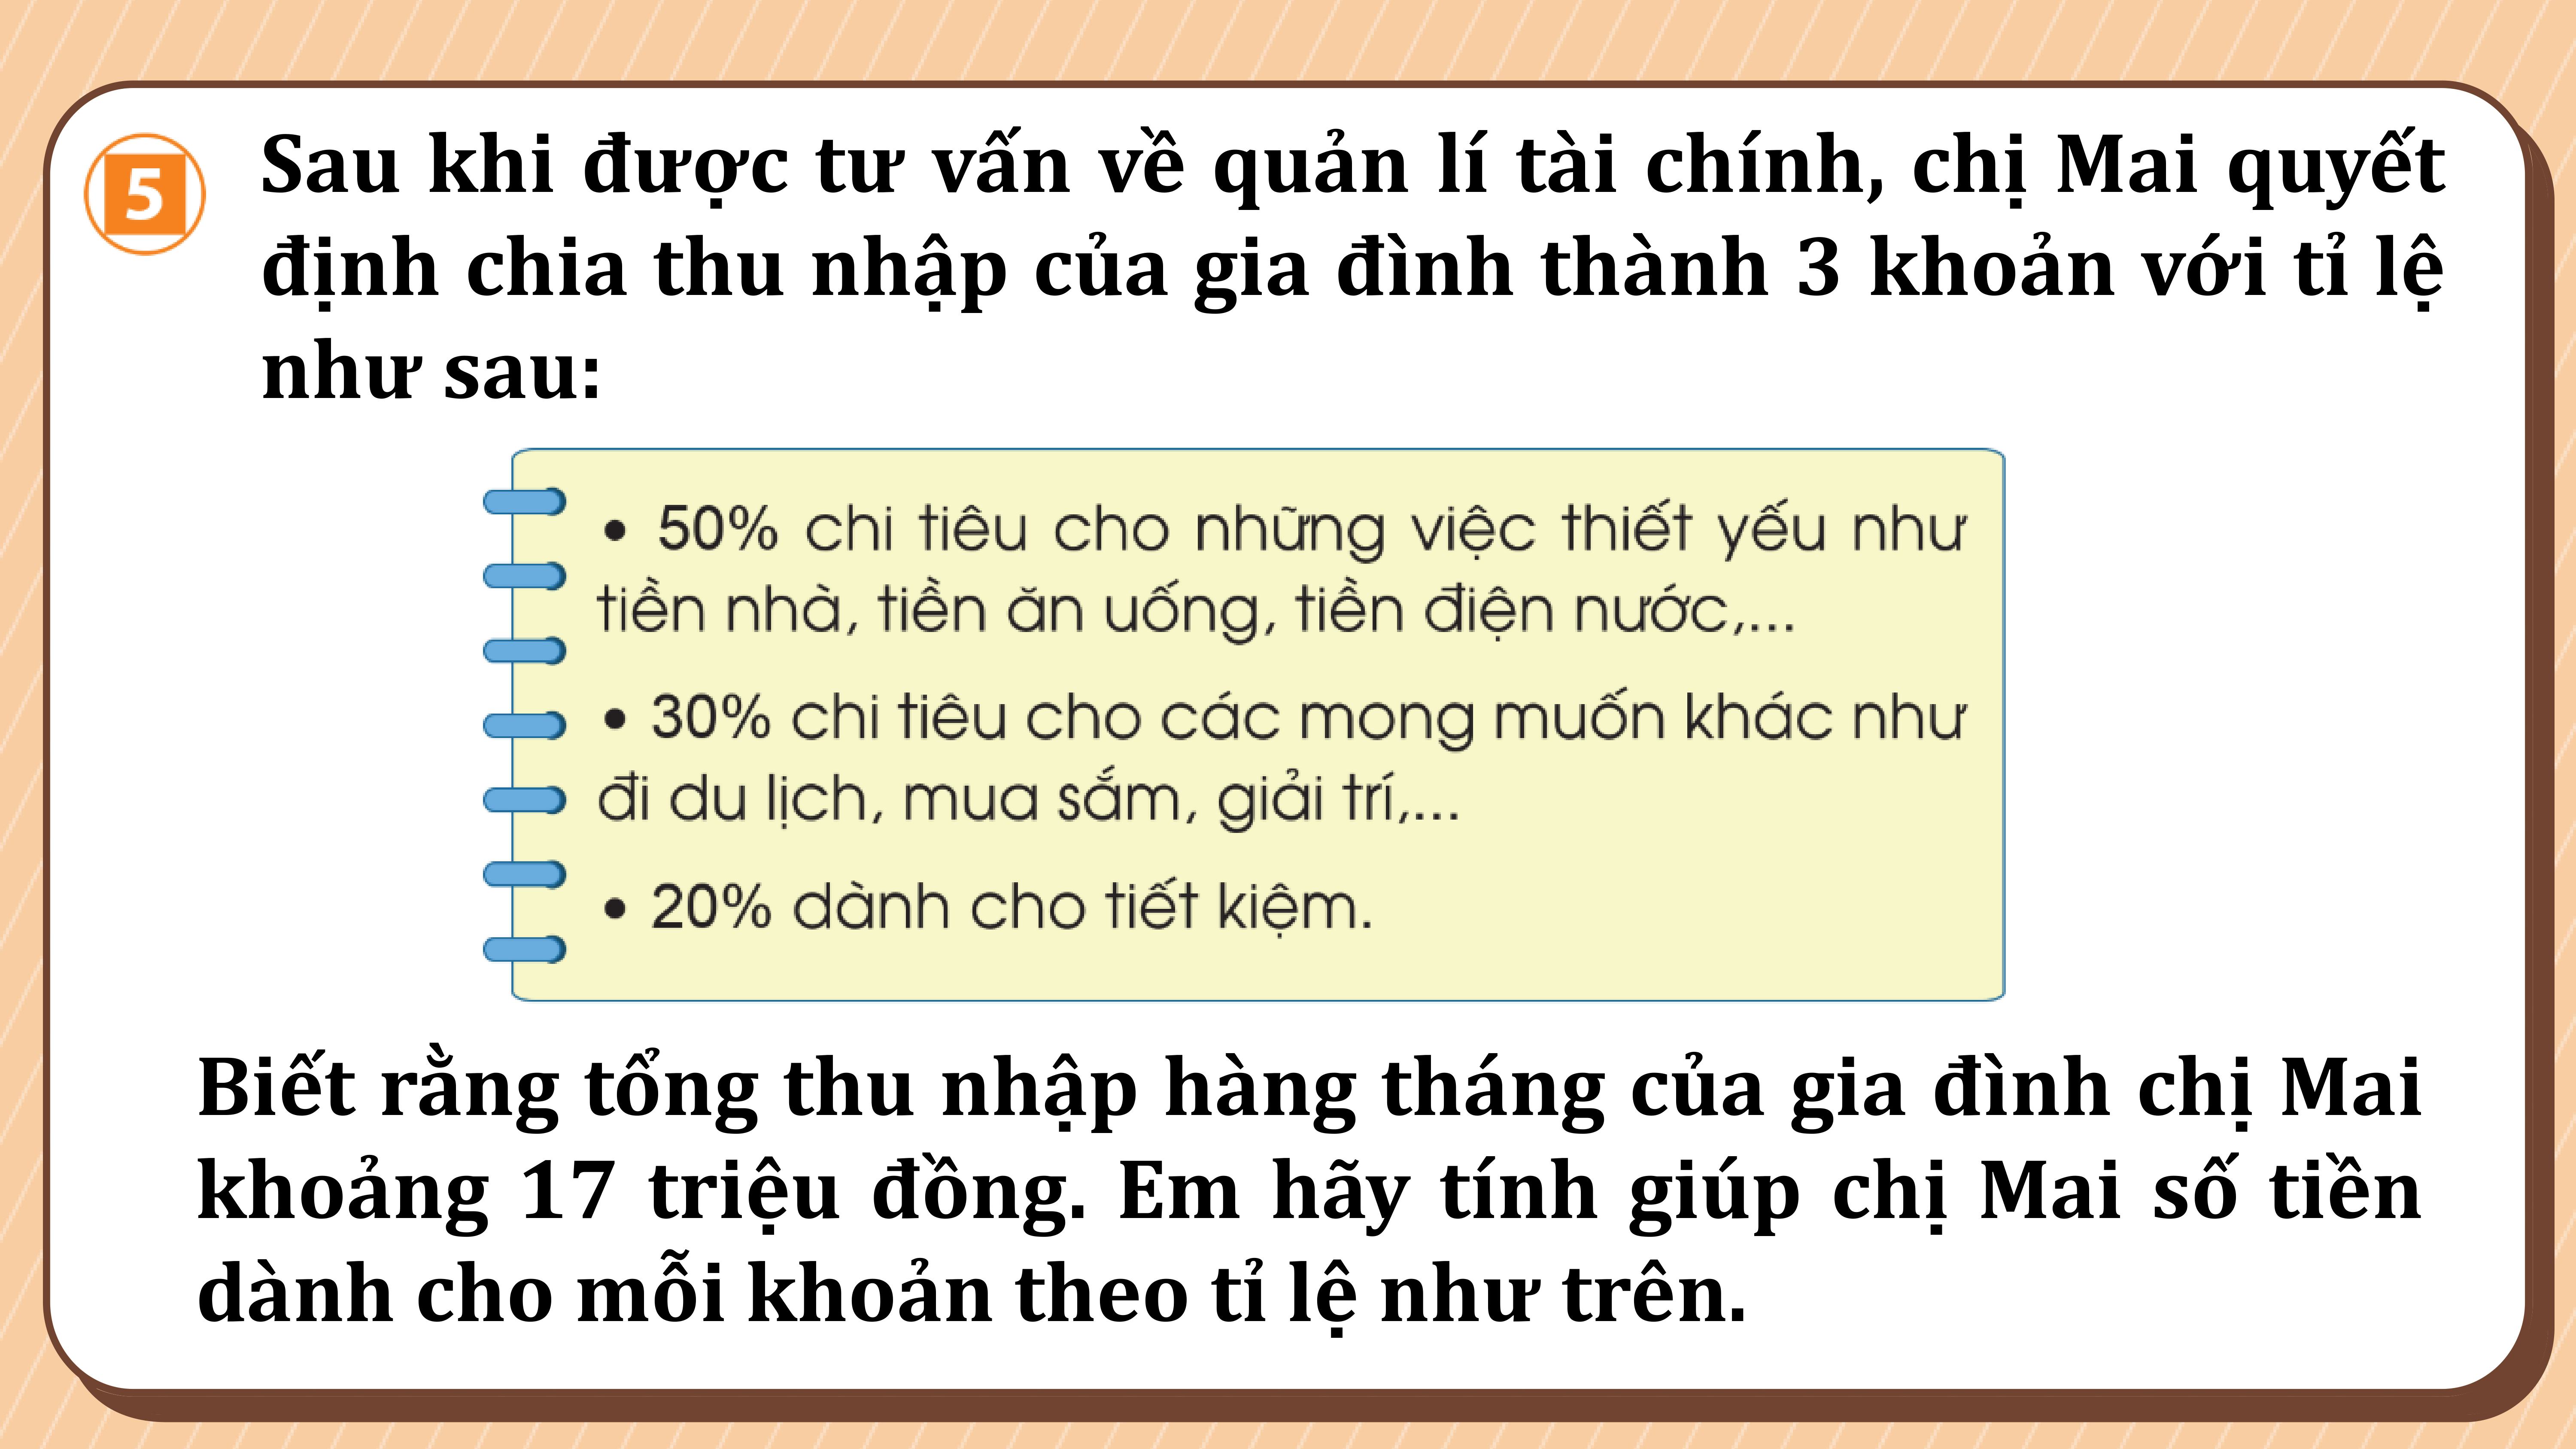 5
Sau khi được tư vấn về quản lí tài chính, chị Mai quyết
định chia thu nhập của gia đình thành 3 khoản với tỉ lệ
như sau:
• 50% chi tiêu cho những việc thiết yếu như
tiền nhà, tiền ăn uống, tiền điện nước,...
• 30% chi tiêu cho các mong muốn khác như
đi du lịch, mua sắm, giải trí,...
• 20% dành cho tiết kiệm.
Biết rằng tổng thu nhập hàng tháng của gia đình chị Mai
khoảng 17 triệu đồng. Em hãy tính giúp chị Mai số tiền
dành cho mỗi khoản theo tỉ lệ như trên.